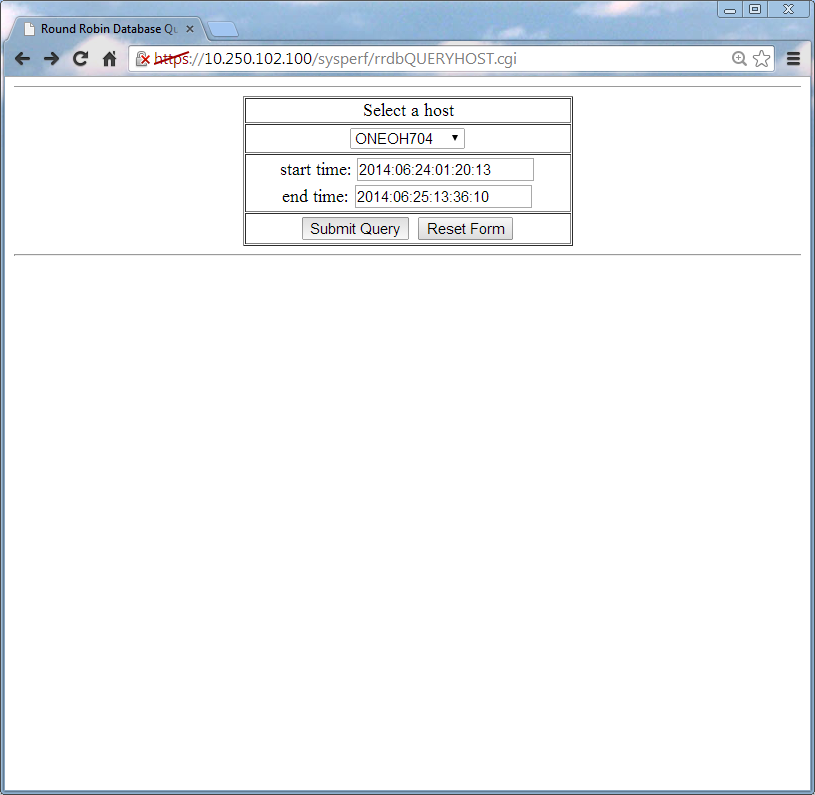 Round Robin Database Qu
https://10.250.102.100/sysperf/rrdbQUERYHOST.cgi
Select a host
ONEOH704
start time: 2014:06:24:01:20:13
end time: 2014:06:25:13:36:10
Submit Query Reset Form